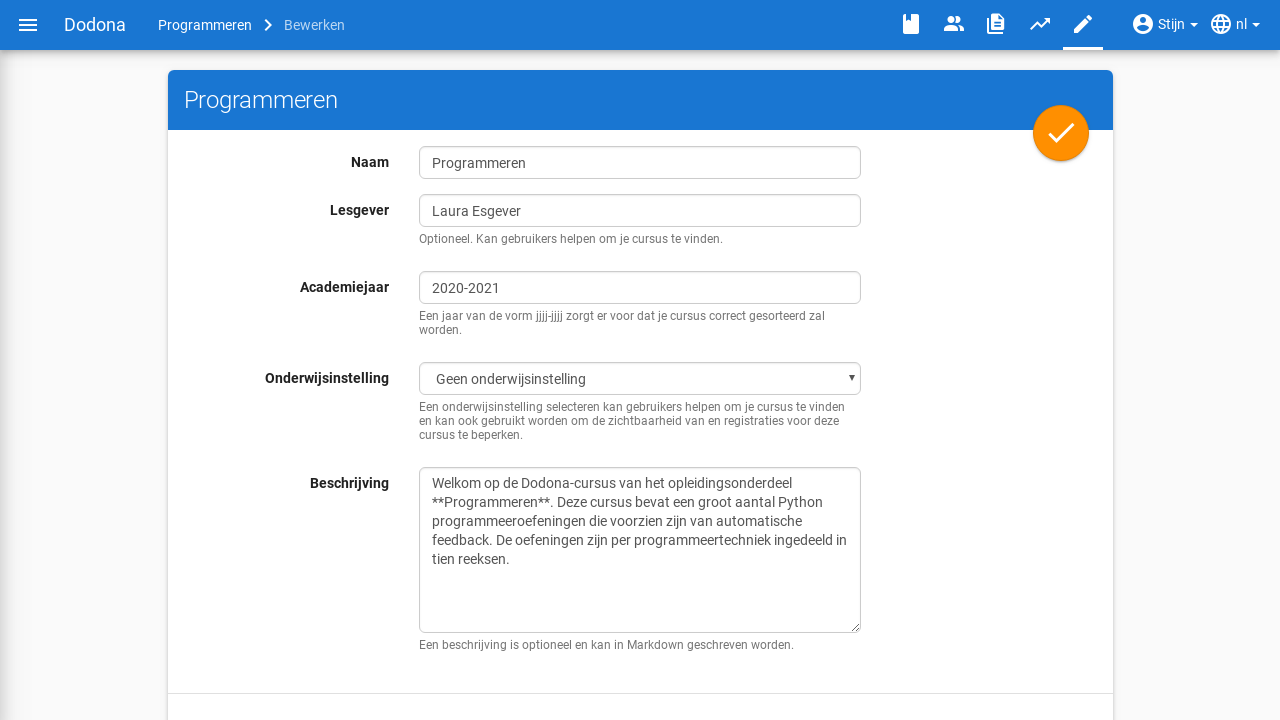 Dodona Programmeren Bewerken Stijn nl
Programmeren
Naam Programmeren
Lesgever Laura Esgever
Optioneel. Kan gebruikers helpen om je cursus te vinden.
Academiejaar 2020-2021
Een jaar van de vorm jjjj-jjjj zorgt er voor dat je cursus correct gesorteerd zal
worden.
Onderwijsinstelling Geen onderwijsinstelling
Een onderwijsinstelling selecteren kan gebruikers helpen om je cursus te vinden
en kan ook gebruikt worden om de zichtbaarheid van en registraties voor deze
cursus te beperken.
Beschrijving Welkom op de Dodona-cursus van het opleidingsonderdeel
**Programmeren**. Deze cursus bevat een groot aantal Python
programmeeroefeningen die voorzien zijn van automatische
feedback. De oefeningen zijn per programmeertechniek ingedeeld in
tien reeksen.
Een beschrijving is optioneel en kan in Markdown geschreven worden.